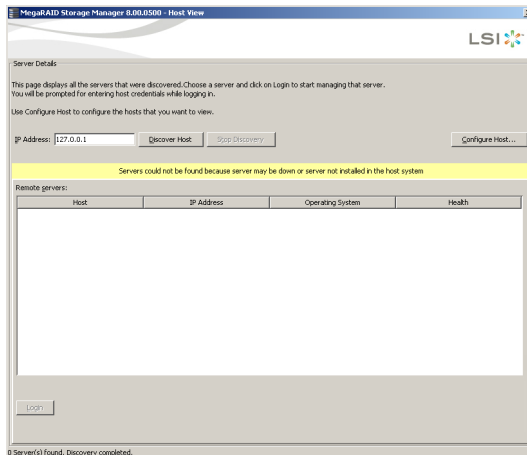 MegaRAID Storage Manager 8.00.0500 - Host View
LSI
Server Details
This page displays all the servers that were discovered.Choose a server and click on Login to start managing that server.
You will be prompted for entering host credentials while logging in.
Use Configure Host to configure the hosts that you want to view.
IP Address: 127.0.0.1 Discover Host Stop Discovery Configure Host...
Servers could not be found because server may be down or server not installed in the host system
Remote servers:
Host IP Address Operating System Health
Login
0 Server(s) found. Discovery completed.